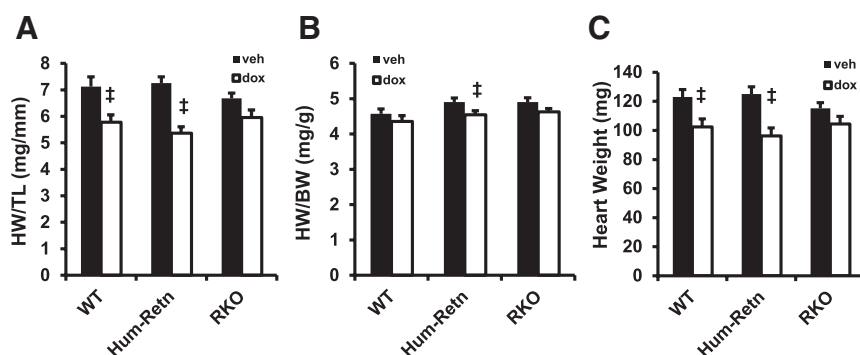 A
B
C
veh
dox
HW/TL (mg/mm)
8
7
6
5
4
3
2
1
0
‡
‡
WT
Hum-Retn
RKO
veh
dox
HW/BW (mg/g)
6
5
4
3
2
1
0
‡
WT
Hum-Retn
RKO
veh
dox
Heart Weight (mg)
140
120
100
80
60
40
20
0
‡
‡
WT
Hum-Retn
RKO